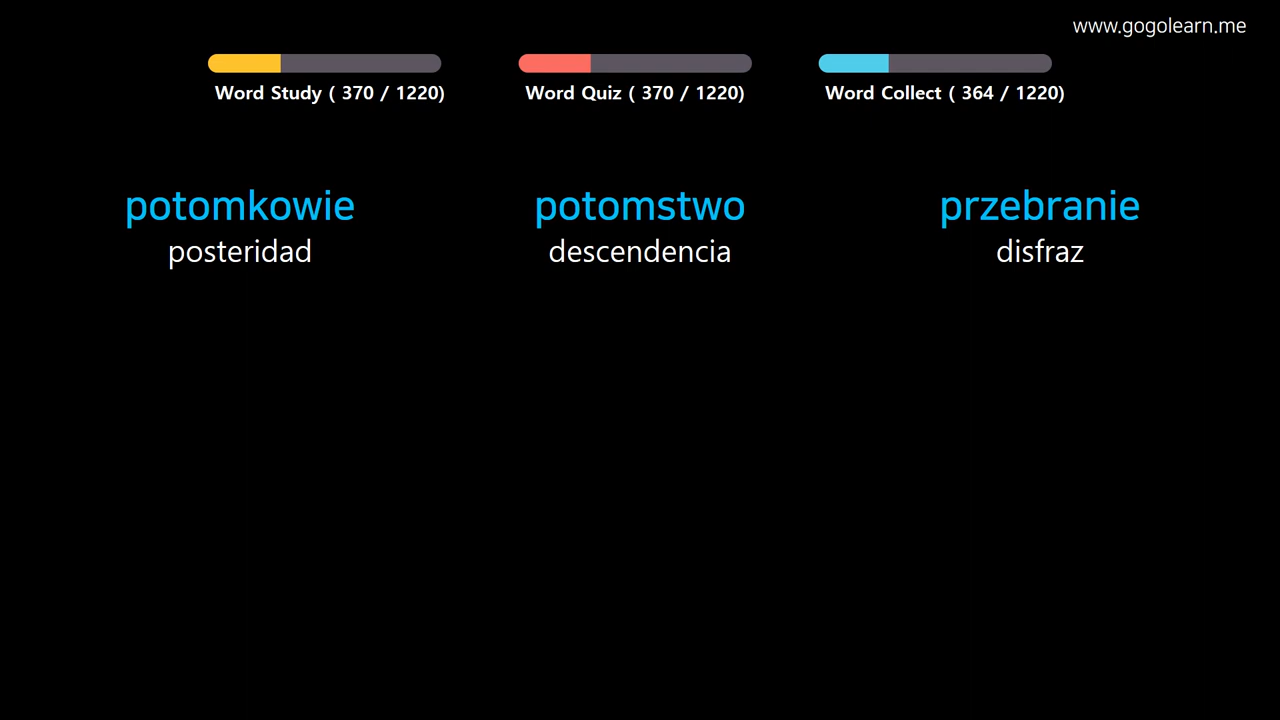 www.gogolearn.me
Word Study ( 370 / 1220)
Word Quiz ( 370 / 1220)
Word Collect ( 364 / 1220)
potomkowie
posteridad
potomstwo
descendencia
przebranie
disfraz